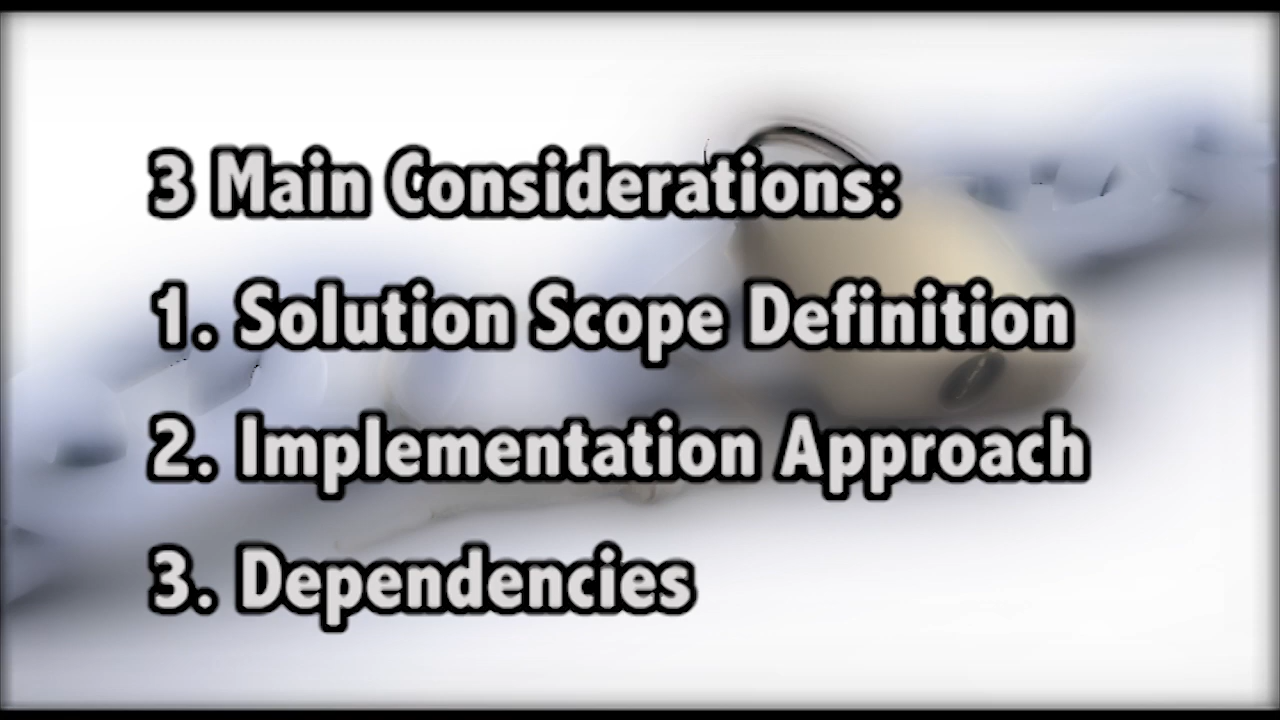 3 Main Considerations:
1. Solution Scope Definition
2. Implementation Approach
3. Dependencies